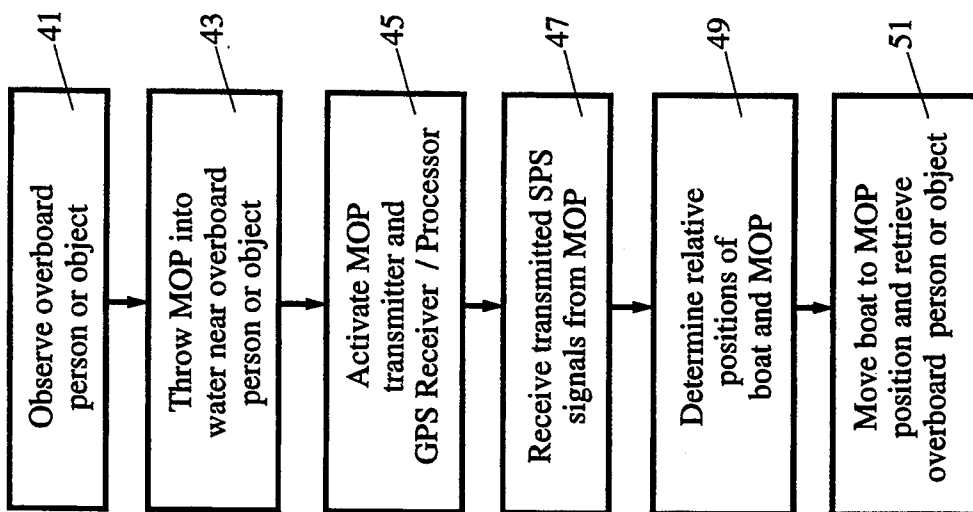 41
Observe overboard
person or object
43
Throw MOP into
water near overboard
person or object
45
Activate MOP
transmitter and
GPS Receiver / Processor
47
Receive transmitted SPS
signals from MOP
49
Determine relative
positions of
boat and MOP
51
Move boat to MOP
position and retrieve
overboard person or object